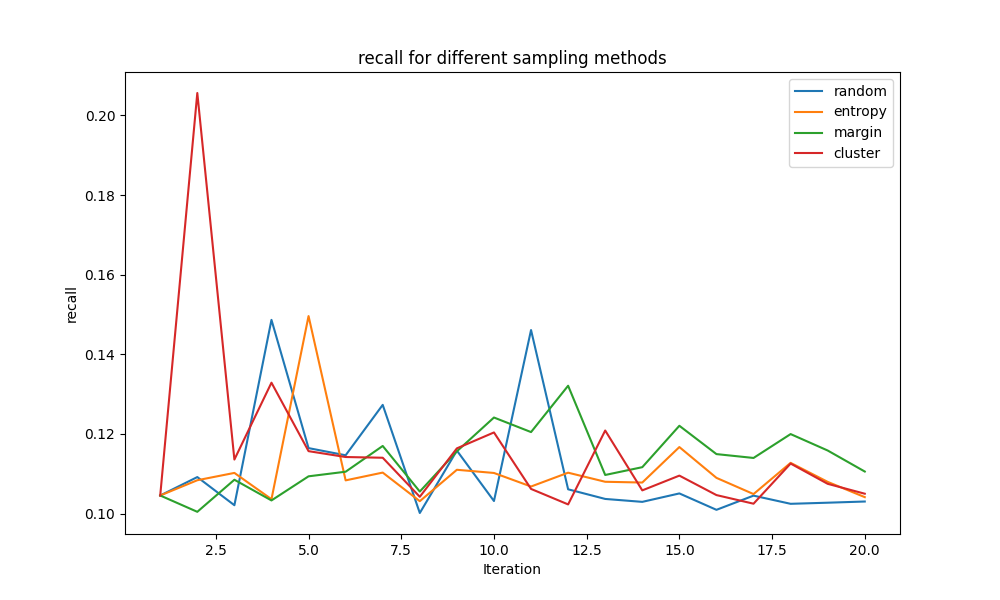 recall for different sampling methods
random
entropy
margin
cluster
0.20
0.18
0.16
0.14
0.12
0.10
recall
2.5
5.0
7.5
10.0
12.5
15.0
17.5
20.0
Iteration